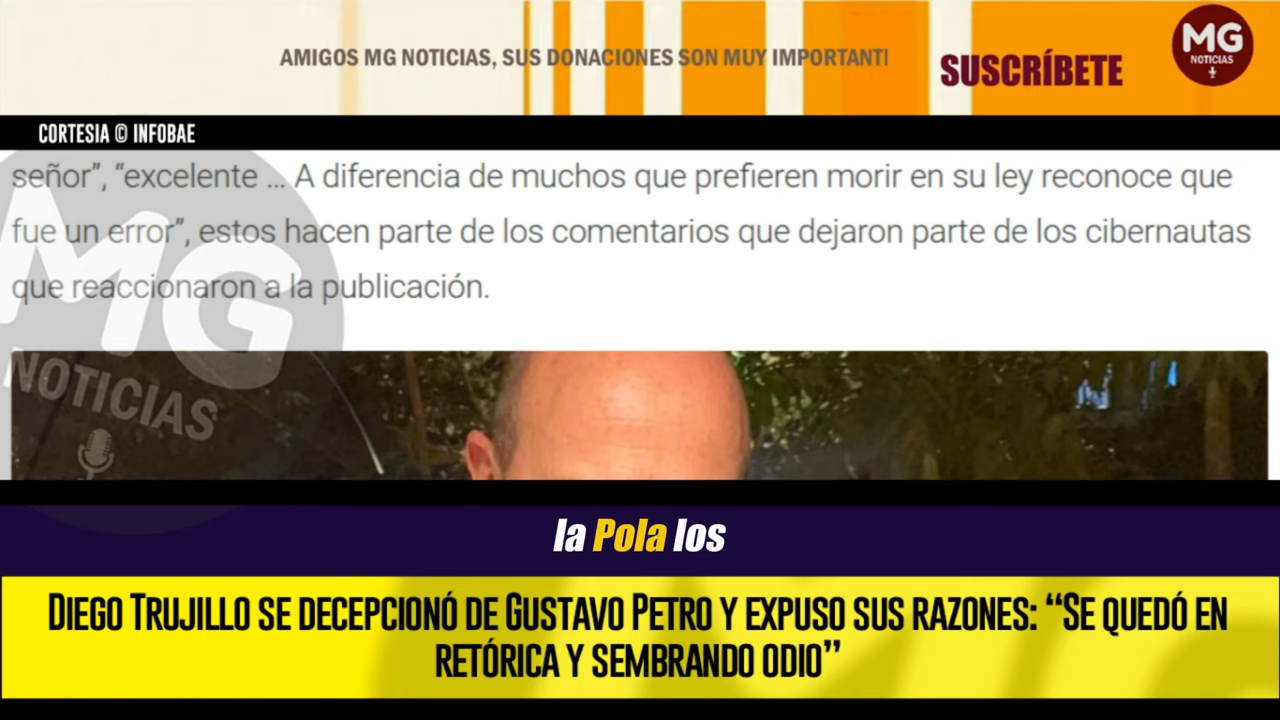 AMIGOS MG NOTICIAS, SUS DONACIONES SON MUY IMPORTANT
SUSCRÍBETE
MG
NOTICIAS
CORTESIA © INFOBAE
señor”, “excelente ... A diferencia de muchos que prefieren morir en su ley reconoce que
fue un error”, estos hacen parte de los comentarios que dejaron parte de los cibernautas
que reaccionaron a la publicación.
MG
NOTICIAS
la Pola los
DIEGO TRUJILLO SE DECEPCIONÓ DE GUSTAVO PETRO Y EXPUSO SUS RAZONES: “SE QUEDÓ EN
RETÓRICA Y SEMBRANDO ODIO”